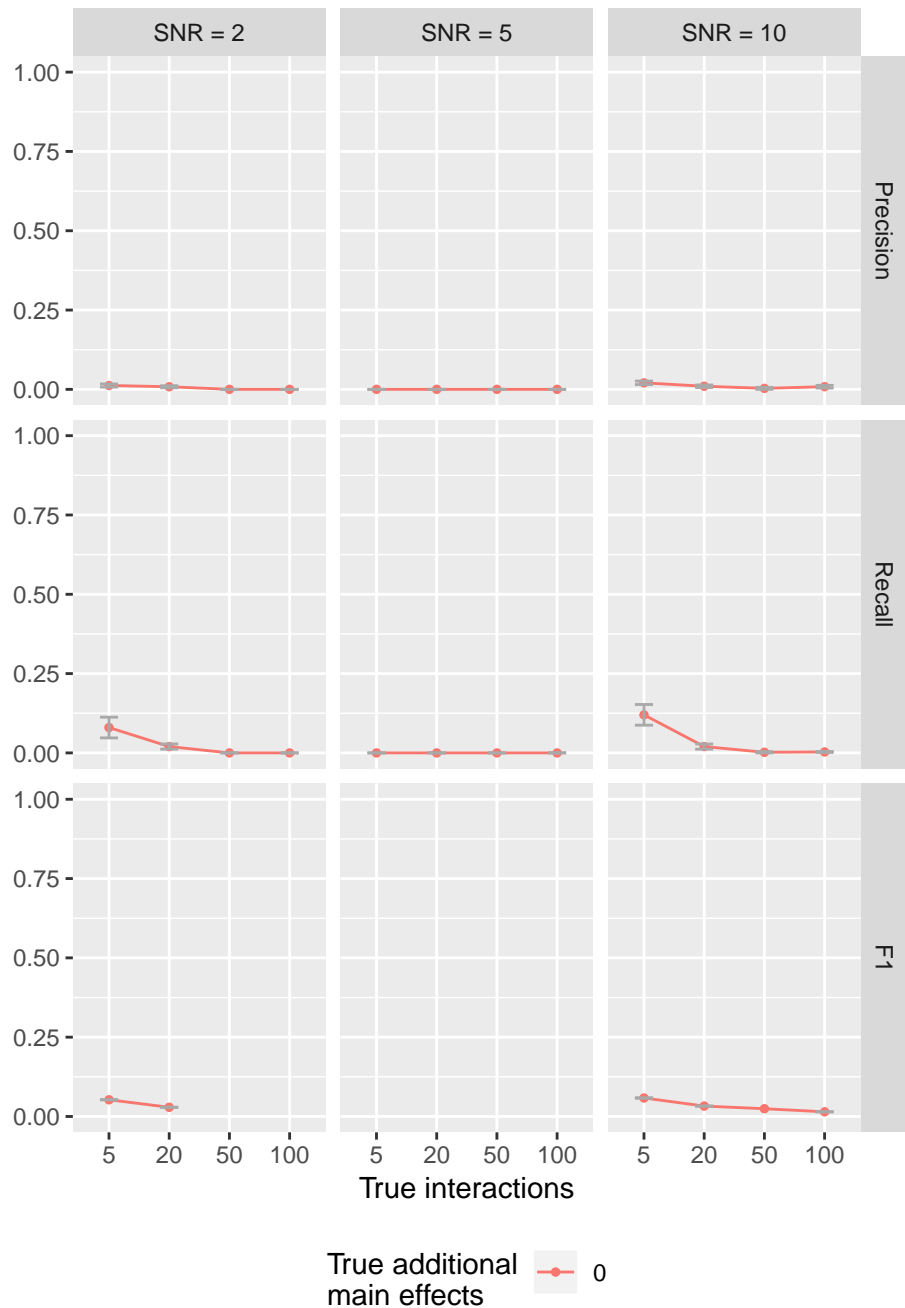 SNR = 2 SNR = 5 SNR = 10
1.00
0.75
0.50
0.25
0.00
Precision
1.00
0.75
0.50
0.25
0.00
Recall
1.00
0.75
0.50
0.25
0.00
F1
5 20 50 100 5 20 50 100 5 20 50 100
True interactions
True additional
main effects
0